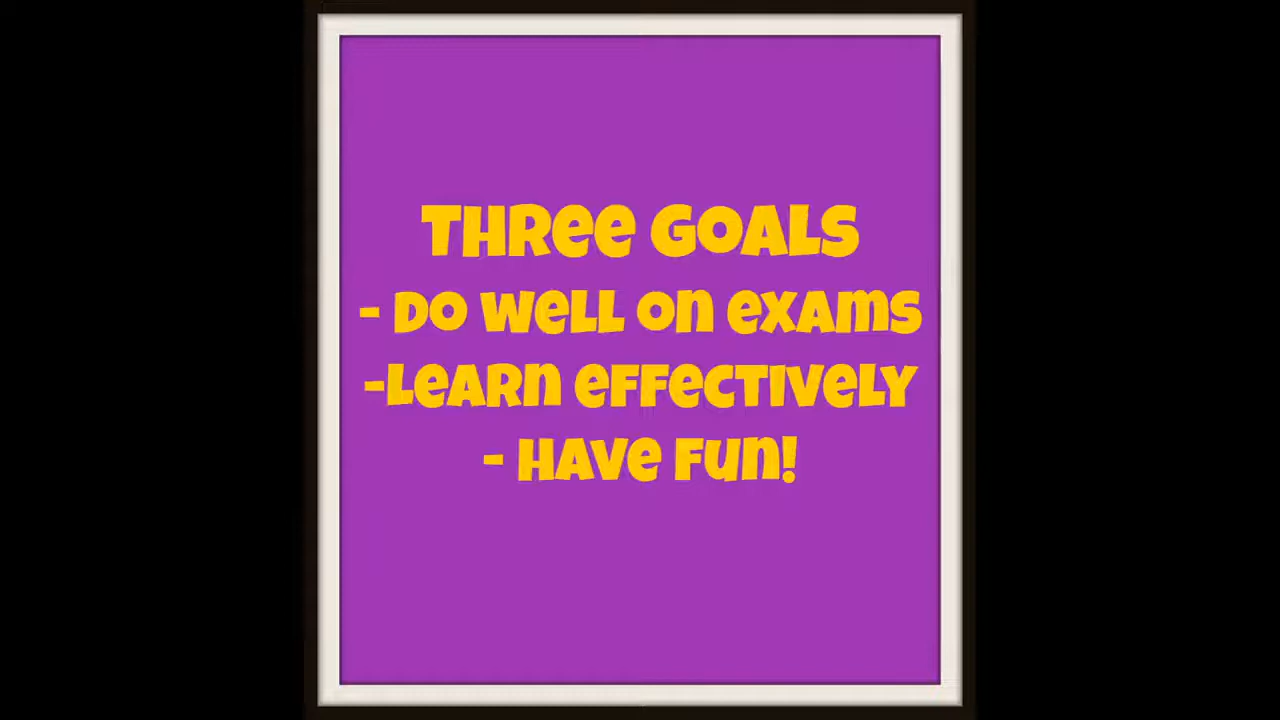 THREE GOALS
- DO WELL ON EXAMS
-LEARN EFFECTIVELY
- HAVE FUN!